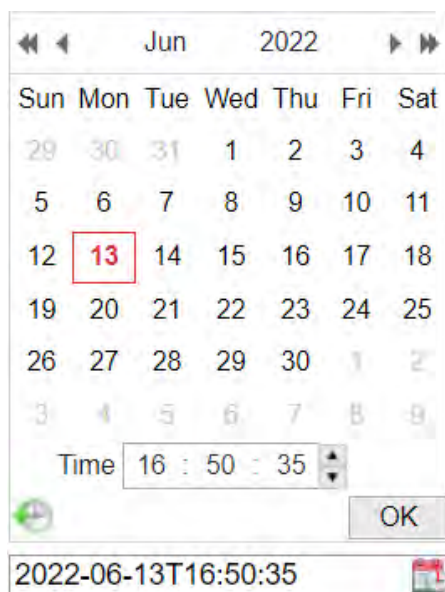 Jun 2022
Sun Mon Tue Wed Thu Fri Sat
29 30 31 1 2 3 4
5 6 7 8 9 10 11
12 13 14 15 16 17 18
19 20 21 22 23 24 25
26 27 28 29 30 1 2
3 4 5 6 7 8 9
Time 16 : 50 : 35
OK
2022-06-13T16:50:35